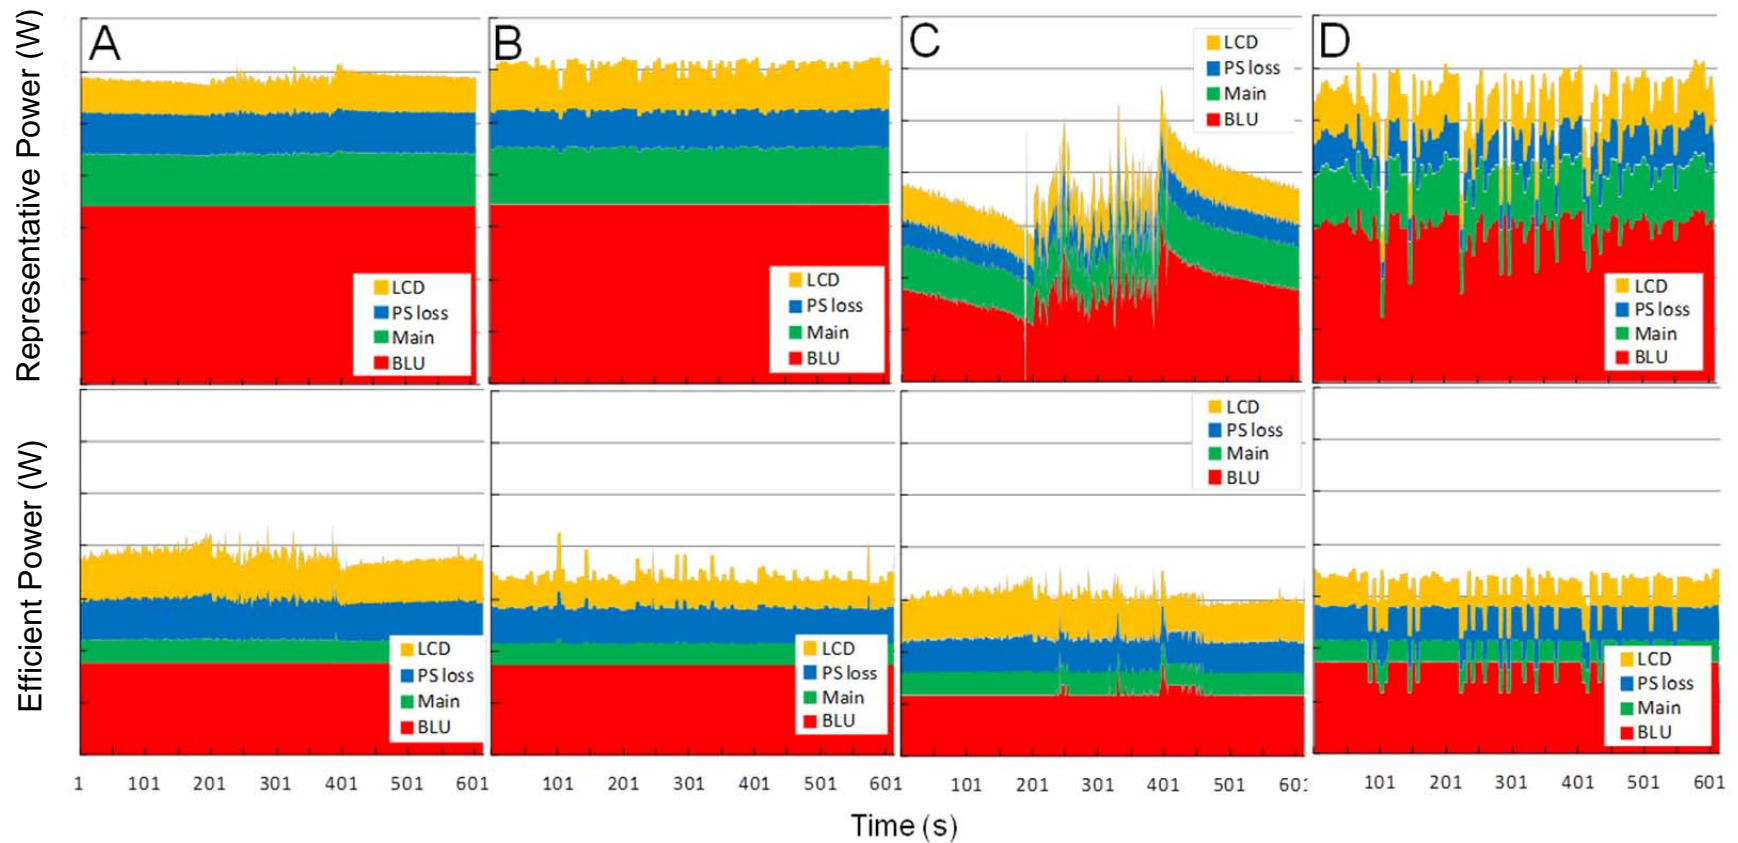 Representative Power (W)
A
LCD
PS loss
Main
BLU
B
LCD
PS loss
Main
BLU
C
LCD
PS loss
Main
BLU
D
LCD
PS loss
Main
BLU
Efficient Power (W)
LCD
PS loss
Main
BLU
LCD
PS loss
Main
BLU
LCD
PS loss
Main
BLU
LCD
PS loss
Main
BLU
1 101 201 301 401 501 601
101 201 301 401 501 601
101 201 301 401 501 601
101 201 301 401 501 601
Time (s)